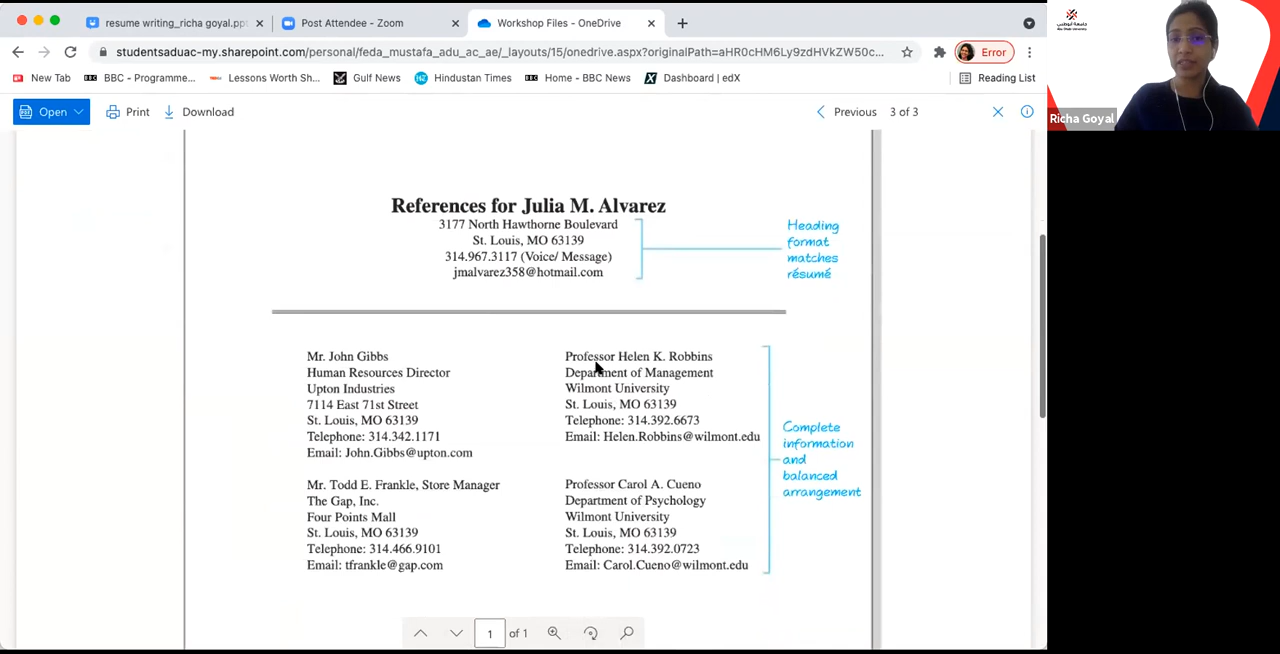 resume writing_richa goyal.ppt
Post Attendee - Zoom
Workshop Files - OneDrive
studentsaduac-my.sharepoint.com/personal/feda_mustafa_adu_ac_ae/_layouts/15/onedrive.aspx?originalPath=aHR0cHM6Ly9zdHVkZW50c...
Error
New Tab
BBC - Programme...
Lessons Worth Sh...
Gulf News
Hindustan Times
Home - BBC News
Dashboard | edX
Reading List
Open
Print
Download
Previous
3 of 3
Richa Goyal
References for Julia M. Alvarez
3177 North Hawthorne Boulevard
St. Louis, MO 63139
314.967.3117 (Voice/ Message)
jmalvarez358@hotmail.com
Heading
format
matches
résumé
Mr. John Gibbs
Human Resources Director
Upton Industries
7114 East 71st Street
St. Louis, MO 63139
Telephone: 314.342.1171
Email: John.Gibbs@upton.com
Professor Helen K. Robbins
Department of Management
Wilmont University
St. Louis, MO 63139
Telephone: 314.392.6673
Email: Helen.Robbins@wilmont.edu
Mr. Todd E. Frankle, Store Manager
The Gap, Inc.
Four Points Mall
St. Louis, MO 63139
Telephone: 314.466.9101
Email: tfrankle@gap.com
Professor Carol A. Cueno
Department of Psychology
Wilmont University
St. Louis, MO 63139
Telephone: 314.392.0723
Email: Carol.Cueno@wilmont.edu
Complete
information
and
balanced
arrangement
1 of 1